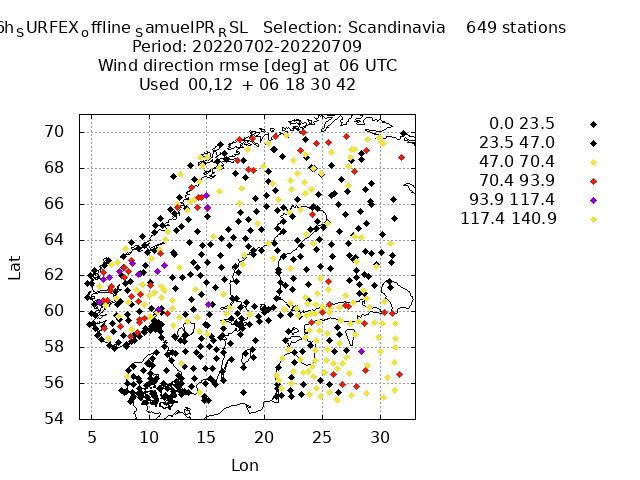 6h_SURFEX_offline_SamuelPR_RSL Selection: Scandinavia 649 stations
Period: 20220702-20220709
Wind direction rmse [deg] at 06 UTC
Used 00,12 + 06 18 30 42
70
68
66
64
62
60
58
56
54
Lat
5 10 15 20 25 30
Lon
0.0 23.5
23.5 47.0
47.0 70.4
70.4 93.9
93.9 117.4
117.4 140.9